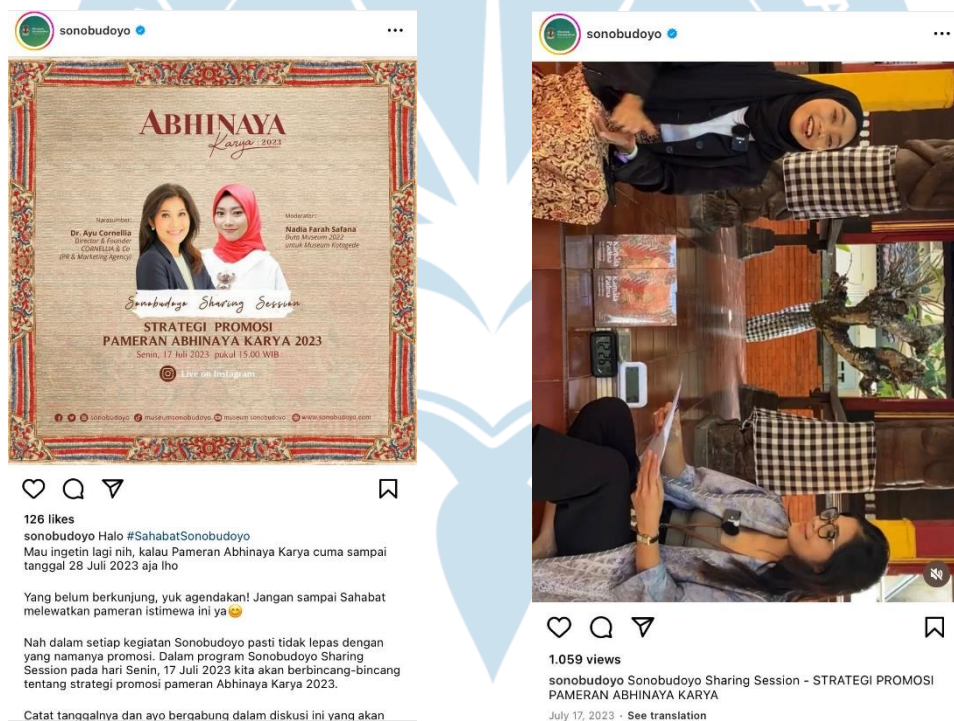 sonobudoyo
ABHINAYA
Karya 2023
Narasumber:
Dr. Ayu Cornellia
Director & Founder
CORNELLIA & Co
(PR & Marketing Agency)
Moderator:
Nadia Farah Safana
Duta Museum 2022
untuk Museum Kotagede
Sonobudoyo Sharing Session
STRATEGI PROMOSI
PAMERAN ABHINAYA KARYA 2023
Senin, 17 Juli 2023 pukul 15.00 WIB
Live on Instagram
sonobudoyo museumsonobudoyo museum sonobudoyo www.sonobudoyo.com
126 likes
sonobudoyo Halo #SahabatSonobudoyo
Mau ingetin lagi nih, kalau Pameran Abhinaya Karya cuma sampai
tanggal 28 Juli 2023 aja lho
Yang belum berkunjung, yuk agendakan! Jangan sampai Sahabat
melewatkan pameran istimewa ini ya😊
Nah dalam setiap kegiatan Sonobudoyo pasti tidak lepas dengan
yang namanya promosi. Dalam program Sonobudoyo Sharing
Session pada hari Senin, 17 Juli 2023 kita akan berbincang-bincang
tentang strategi promosi pameran Abhinaya Karya 2023.
Catat tanggalnya dan ayo bergabung dalam diskusi ini yang akan
sonobudoyo
Kamala
Padma
Kamala
Padma
1.059 views
sonobudoyo Sonobudoyo Sharing Session - STRATEGI PROMOSI
PAMERAN ABHINAYA KARYA
July 17, 2023 · See translation